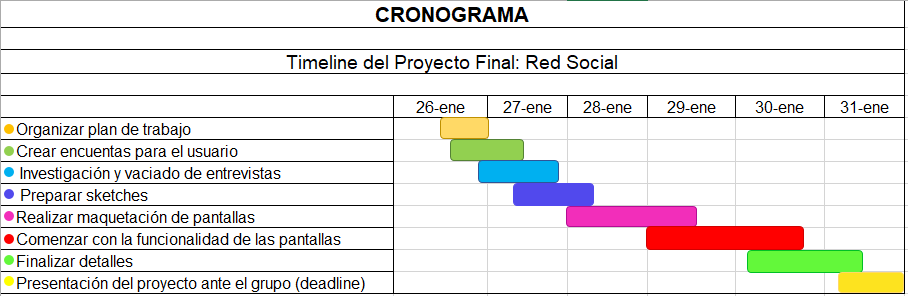 CRONOGRAMA
Timeline del Proyecto Final: Red Social
26-ene 27-ene 28-ene 29-ene 30-ene 31-ene
Organizar plan de trabajo
Crear encuentas para el usuario
Investigación y vaciado de entrevistas
Preparar sketches
Realizar maquetación de pantallas
Comenzar con la funcionalidad de las pantallas
Finalizar detalles
Presentación del proyecto ante el grupo (deadline)